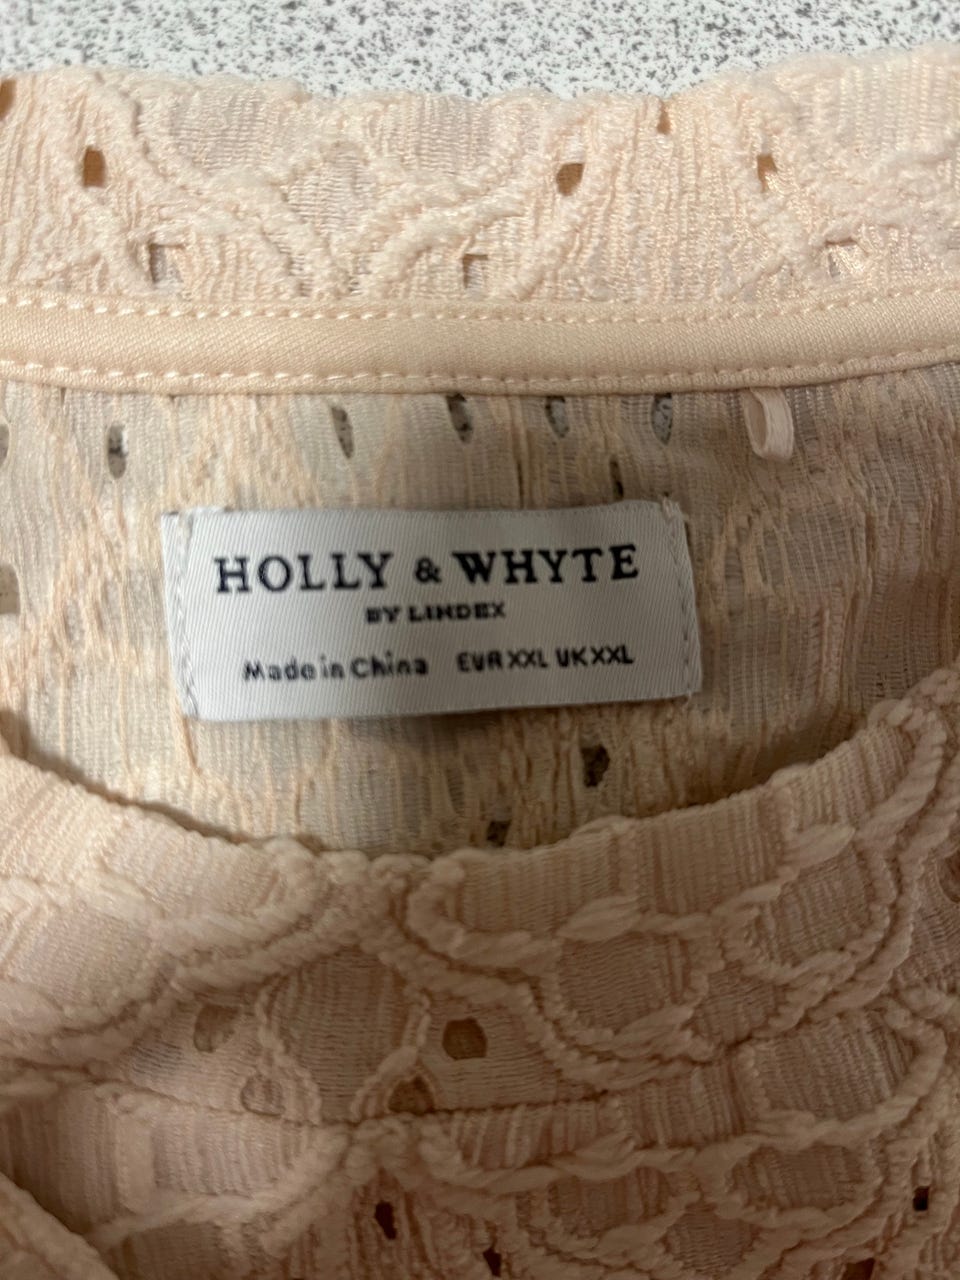 HOLLY & WHYTE
BY LINDEX
Made in China EUR XXL UK XXL